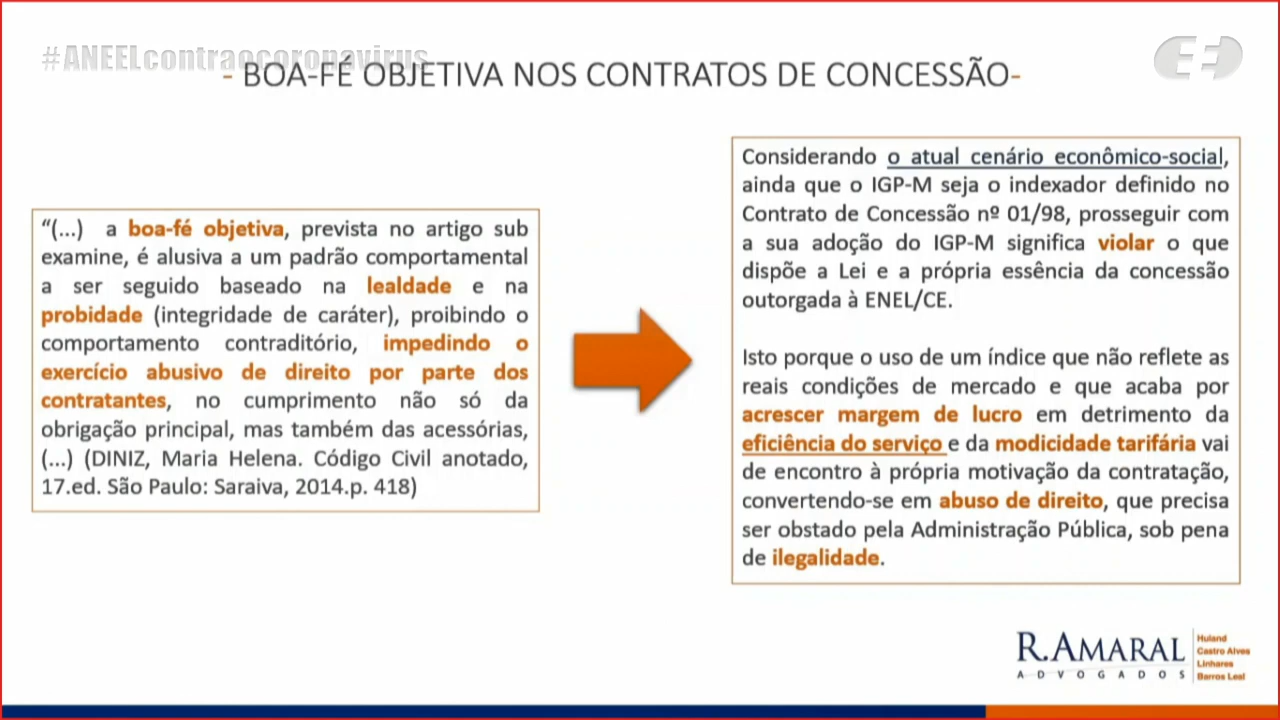 #ANEELcontraocoronavirus
- BOA-FÉ OBJETIVA NOS CONTRATOS DE CONCESSÃO-
“(...) a boa-fé objetiva, prevista no artigo sub
examine, é alusiva a um padrão comportamental
a ser seguido baseado na lealdade e na
probidade (integridade de caráter), proibindo o
comportamento contraditório, impedindo o
exercício abusivo de direito por parte dos
contratantes, no cumprimento não só da
obrigação principal, mas também das acessórias,
(...) (DINIZ, Maria Helena. Código Civil anotado,
17.ed. São Paulo: Saraiva, 2014.p. 418)
Considerando o atual cenário econômico-social,
ainda que o IGP-M seja o indexador definido no
Contrato de Concessão nº 01/98, prosseguir com
a sua adoção do IGP-M significa violar o que
dispõe a Lei e a própria essência da concessão
outorgada à ENEL/CE.
Isto porque o uso de um índice que não reflete as
reais condições de mercado e que acaba por
acrescer margem de lucro em detrimento da
eficiência do serviço e da modicidade tarifária vai
de encontro à própria motivação da contratação,
convertendo-se em abuso de direito, que precisa
ser obstado pela Administração Pública, sob pena
de ilegalidade.
R.AMARAL
ADVOGADOS
Huland
Castro Alves
Linhares
Barros Leal